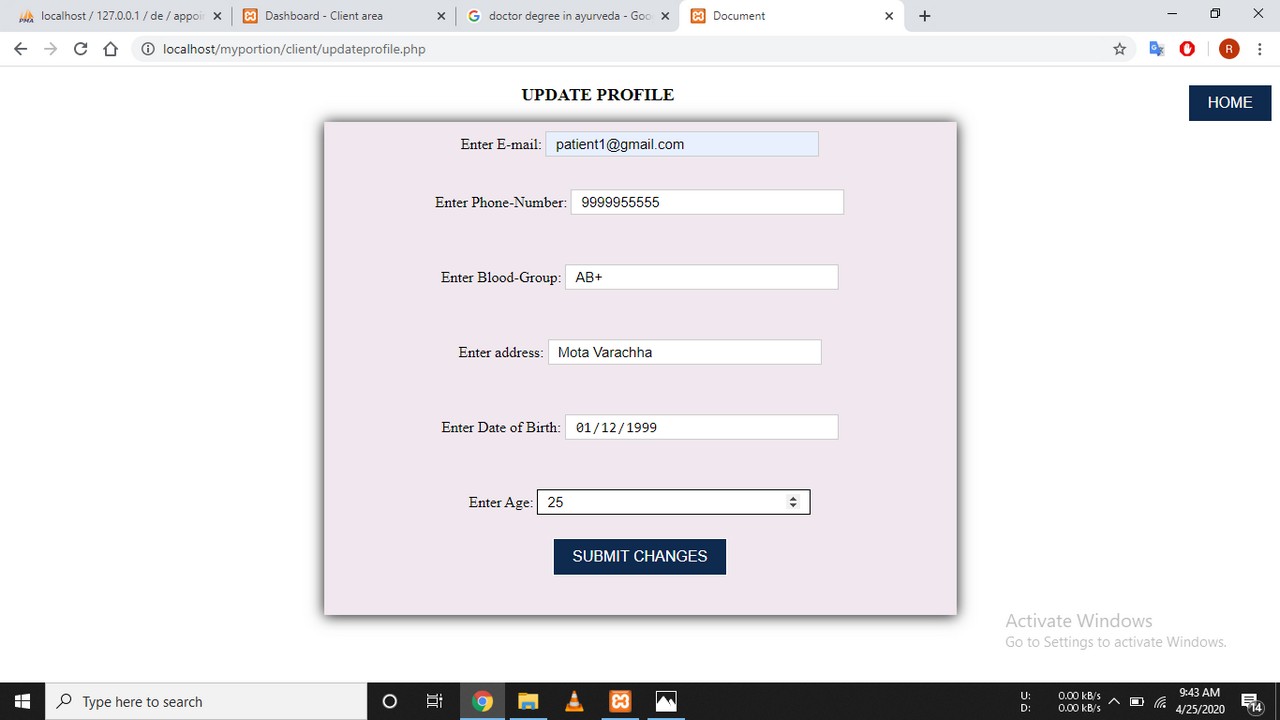 localhost / 127.0.0.1 / de / appoi
Dashboard - Client area
doctor degree in ayurveda - Goo
Document
localhost/myportion/client/updateprofile.php
R
UPDATE PROFILE
HOME
Enter E-mail: patient1@gmail.com
Enter Phone-Number: 9999955555
Enter Blood-Group: AB+
Enter address: Mota Varachha
Enter Date of Birth: 01/12/1999
Enter Age: 25
SUBMIT CHANGES
Activate Windows
Go to Settings to activate Windows.
Type here to search
U: 0.00 kB/s
D: 0.00 kB/s
9:43 AM
4/25/2020
14